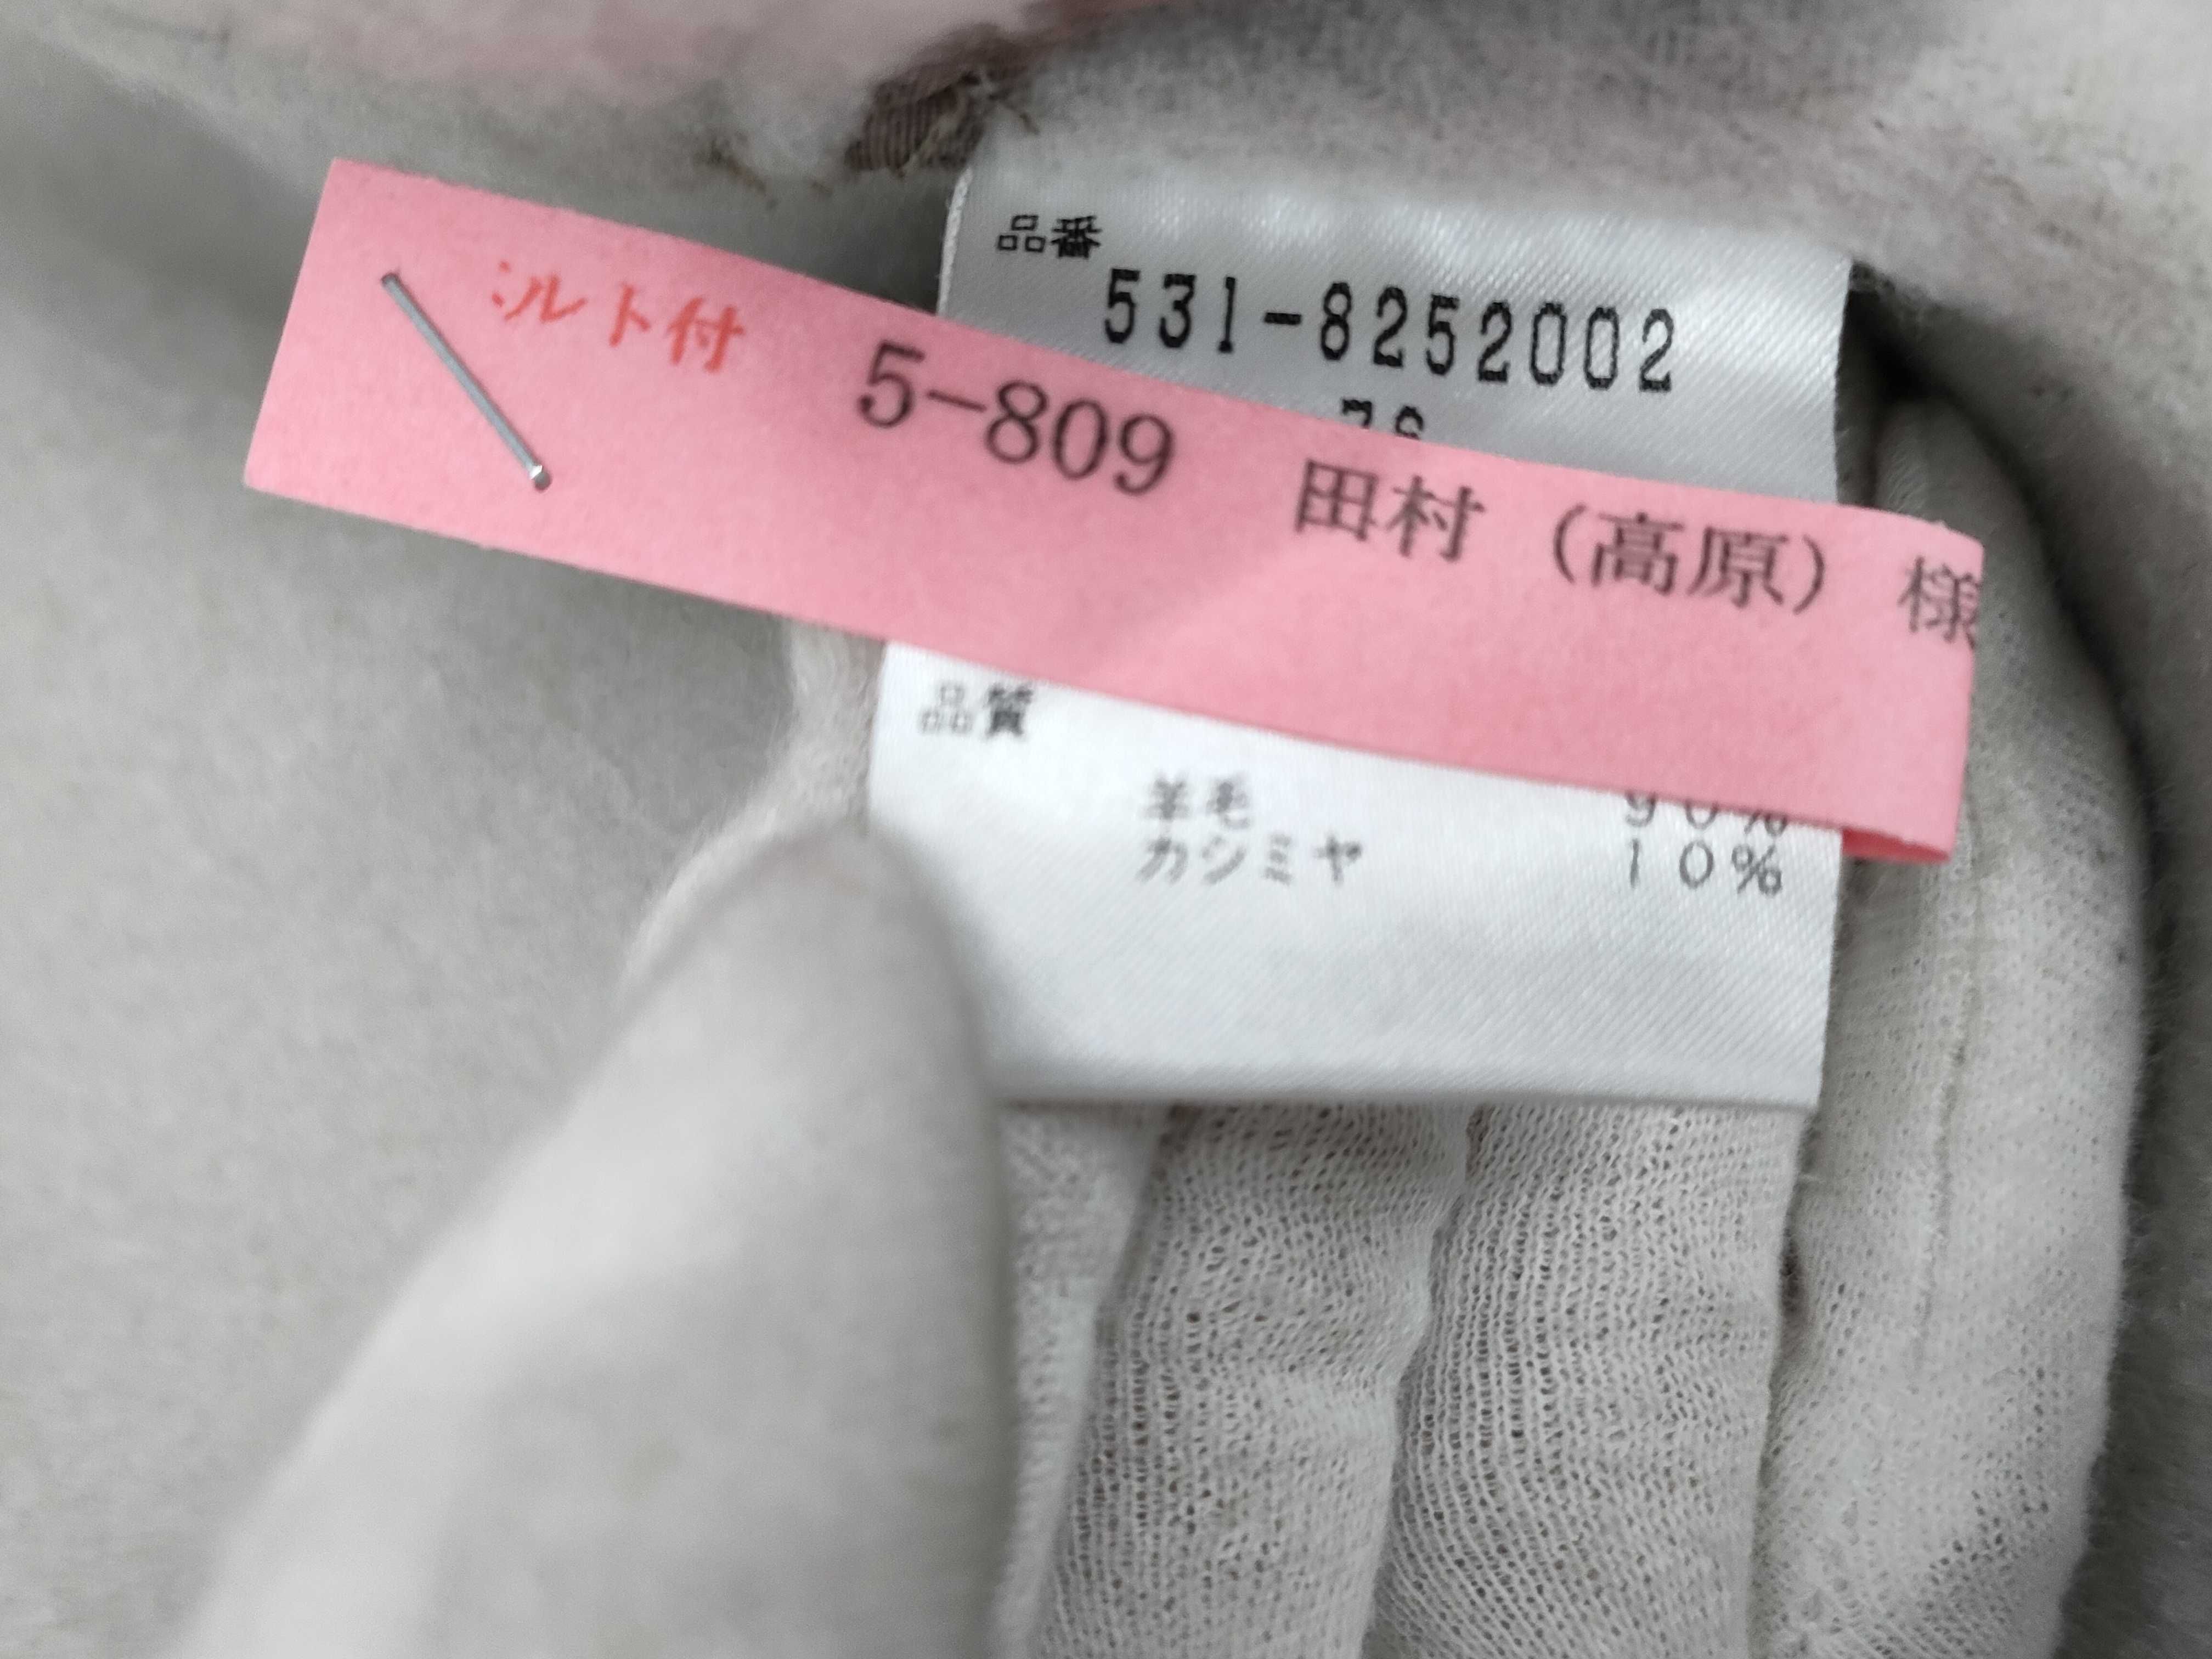 品番
531-8252002
ルト付 5-809 田村（高原）様
品質
羊毛 90%
カシミヤ 10%